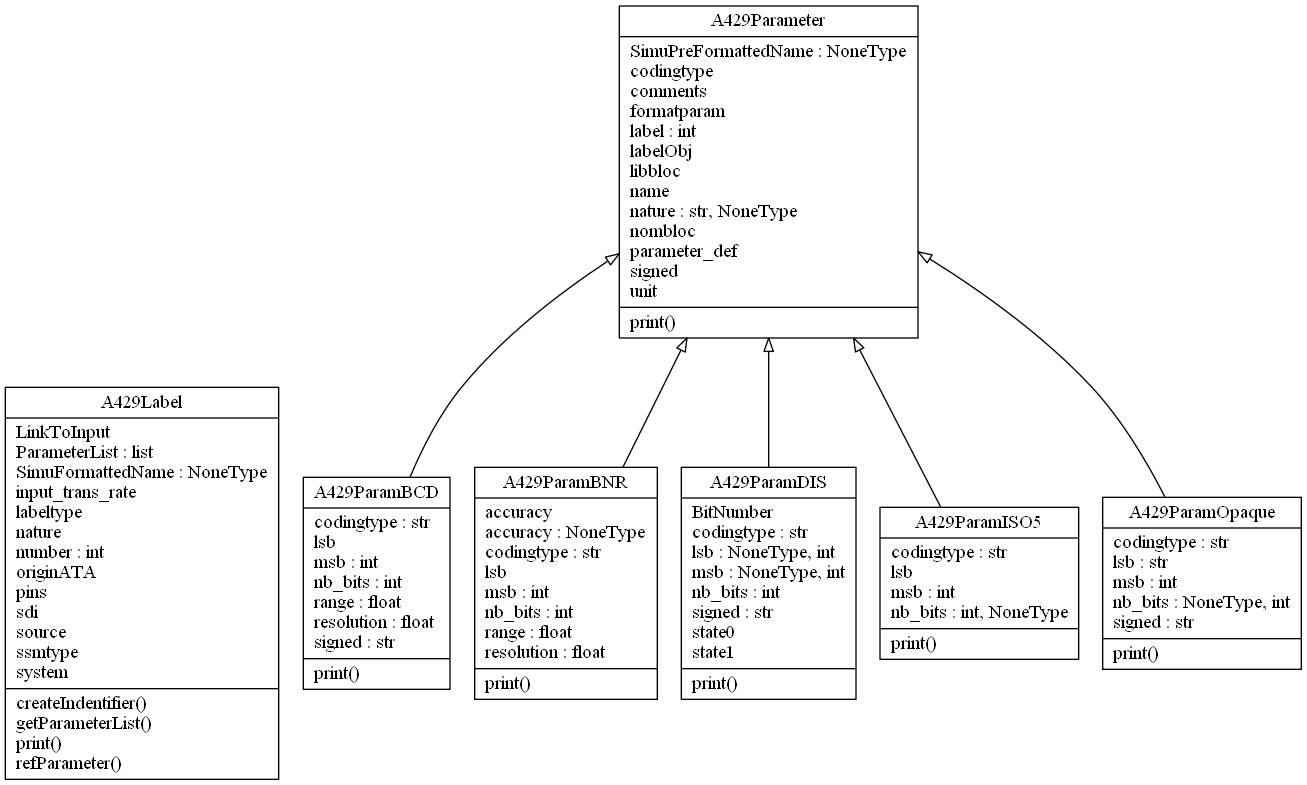 A429Parameter
SimuPreFormattedName : NoneType
codingtype
comments
formatparam
label : int
labelObj
libbloc
name
nature : str, NoneType
nombloc
parameter_def
signed
unit
print()
A429Label
LinkToInput
ParameterList : list
SimuFormattedName : NoneType
input_trans_rate
labeltype
nature
number : int
originATA
pins
sdi
source
ssmtype
system
createIndentifier()
getParameterList()
print()
refParameter()
A429ParamBCD
codingtype : str
lsb
msb : int
nb_bits : int
range : float
resolution : float
signed : str
print()
A429ParamBNR
accuracy
accuracy : NoneType
codingtype : str
lsb
msb : int
nb_bits : int
range : float
resolution : float
print()
A429ParamDIS
BitNumber
codingtype : str
lsb : NoneType, int
msb : NoneType, int
nb_bits : int
signed : str
state0
state1
print()
A429ParamISO5
codingtype : str
lsb
msb : int
nb_bits : int, NoneType
print()
A429ParamOpaque
codingtype : str
lsb : str
msb : int
nb_bits : NoneType, int
signed : str
print()